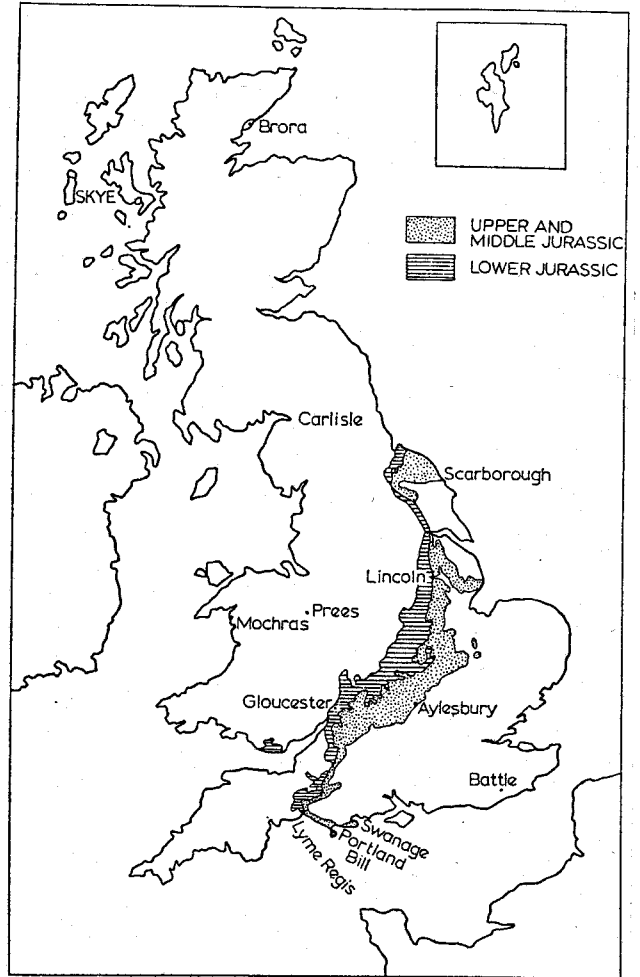 Brora
SKYE
UPPER AND
MIDDLE JURASSIC
LOWER JURASSIC
Carlisle
Scarborough
Lincoln
Prees
Mochras
Gloucester
Aylesbury
Battle
Swanage
Portland
Bill
Lyme Regis